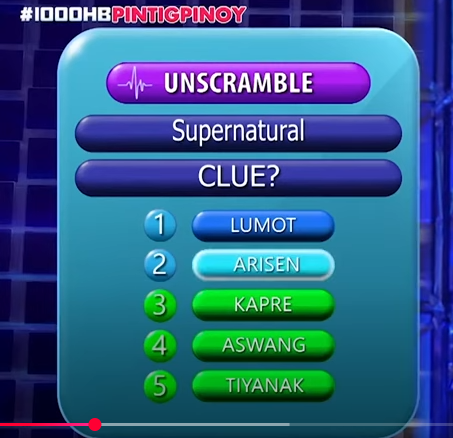 #1000HBPINTIGPINOY
UNSCRAMBLE
Supernatural
CLUE?
1 LUMOT
2 ARISEN
3 KAPRE
4 ASWANG
5 TIYANAK